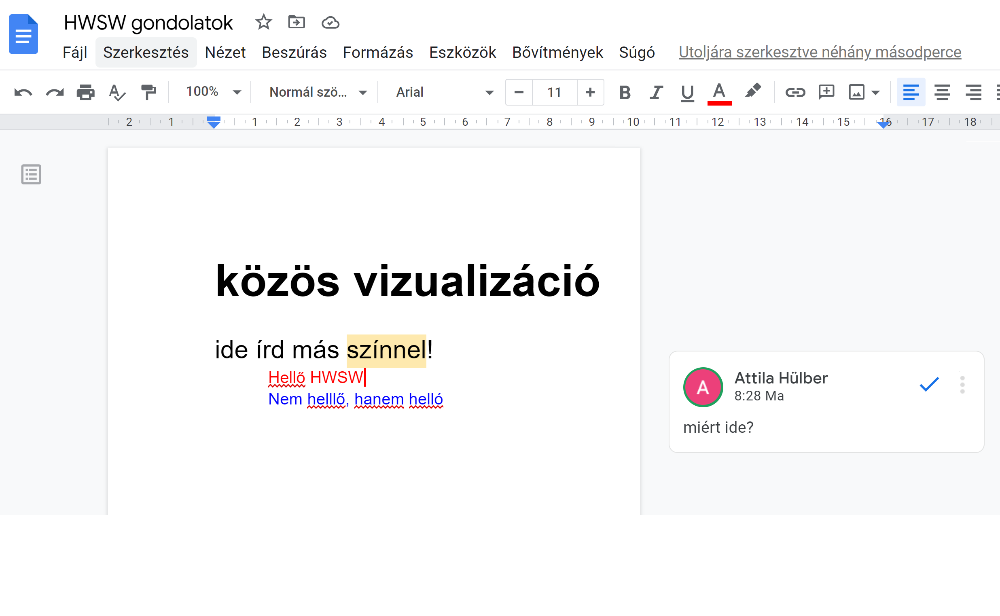 HWSW gondolatok
Fájl Szerkesztés Nézet Beszúrás Formázás Eszközök Bővítmények Súgó Utoljára szerkesztve néhány másodperce
100% Normál szö... Arial 11 B I U A
2 1 1 2 3 4 5 6 7 8 9 10 11 12 13 14 15 16 17 18
közös vizualizáció
ide írd más színnel!
Hellő HWSW
Nem helllő, hanem helló
A
Attila Hülber
8:28 Ma
miért ide?